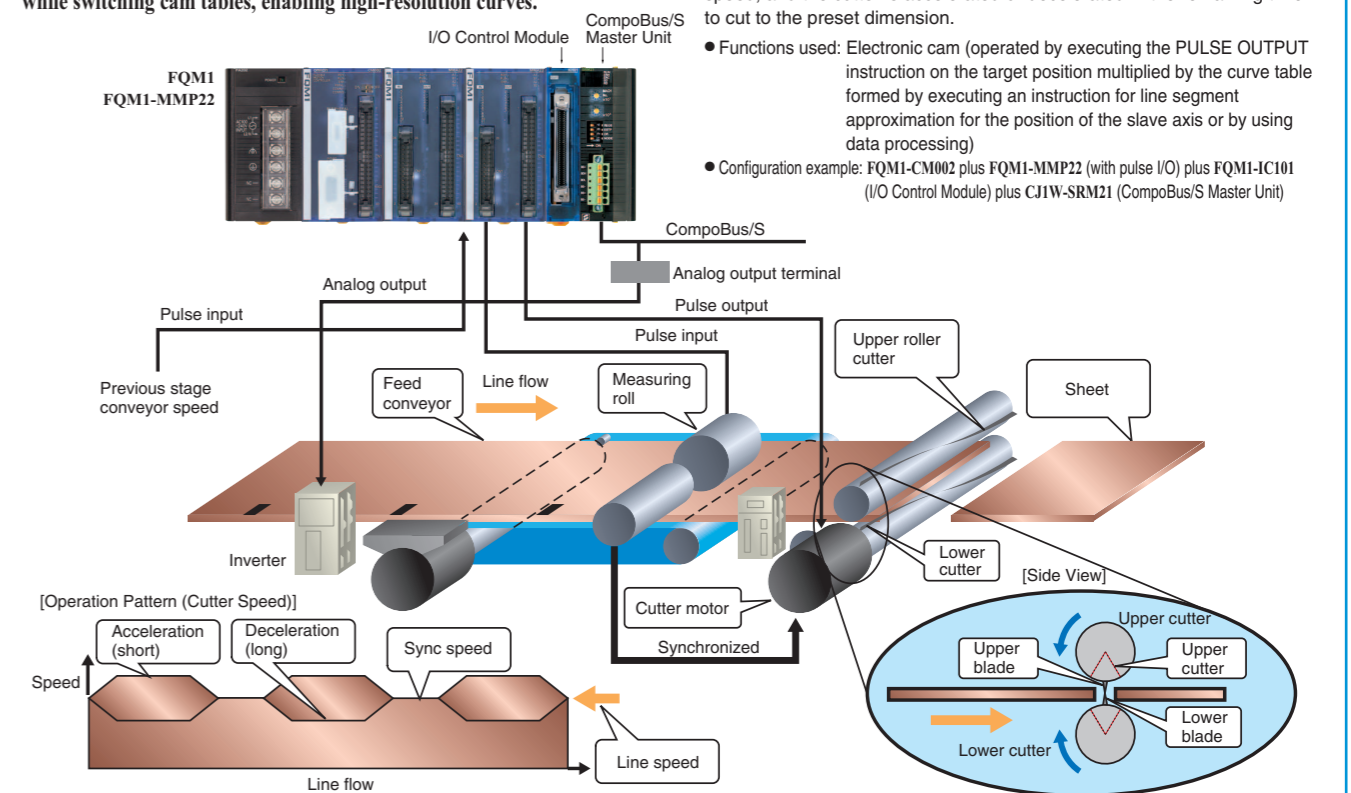 while switching cam tables, enabling high-resolution curves.
to cut to the preset dimension.
● Functions used: Electronic cam (operated by executing the PULSE OUTPUT
instruction on the target position multiplied by the curve table
formed by executing an instruction for line segment
approximation for the position of the slave axis or by using
data processing)
● Configuration example: FQM1-CM002 plus FQM1-MMP22 (with pulse I/O) plus FQM1-IC101
(I/O Control Module) plus CJ1W-SRM21 (CompoBus/S Master Unit)
I/O Control Module
CompoBus/S
Master Unit
FQM1
FQM1-MMP22
FQM1
FQM1
FQM1
CompoBus/S
Analog output terminal
Analog output
Pulse output
Pulse input
Pulse input
Previous stage
conveyor speed
Feed
conveyor
Line flow
Measuring
roll
Upper roller
cutter
Sheet
Inverter
Lower
cutter
Cutter motor
Synchronized
[Operation Pattern (Cutter Speed)]
Acceleration
(short)
Deceleration
(long)
Sync speed
Speed
Line speed
Line flow
[Side View]
Upper cutter
Upper
blade
Upper
cutter
Lower
blade
Lower cutter